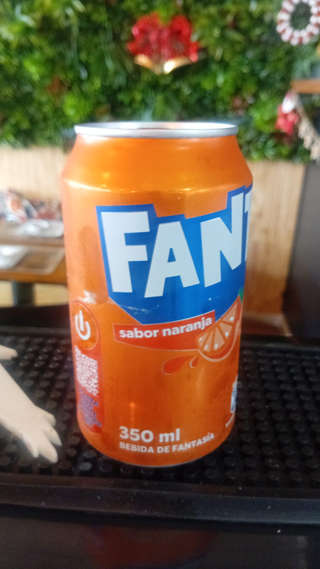 FANT
sabor naranja
350 ml
BEBIDA DE FANTASÍA